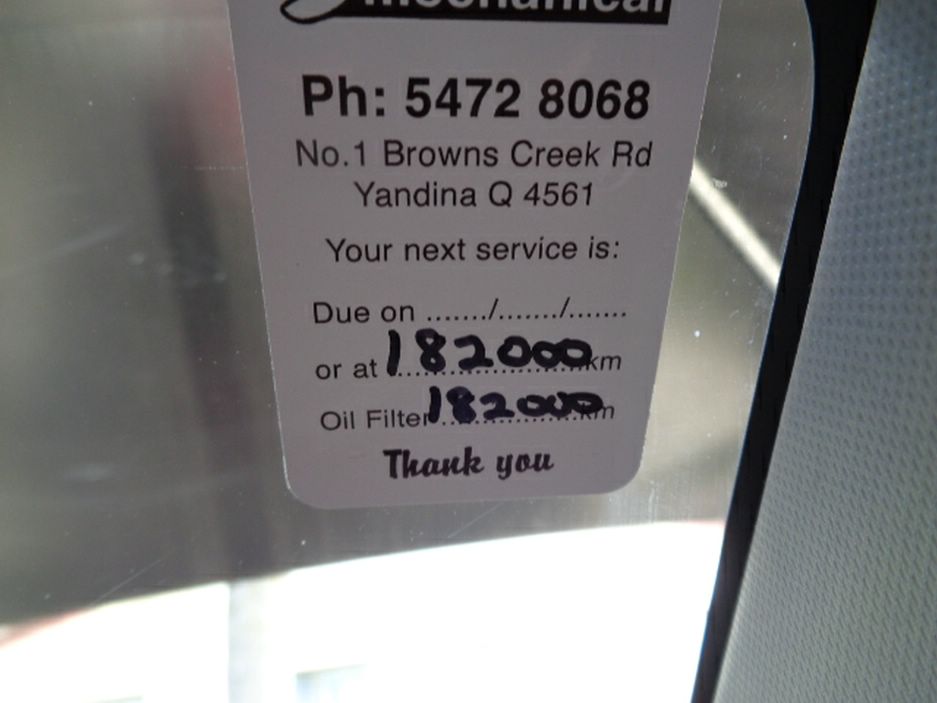 Mechanical
Ph: 5472 8068
No.1 Browns Creek Rd
Yandina Q 4561
Your next service is:
Due on ......./......./.......
or at 182000 km
Oil Filter 182000 km
Thank you